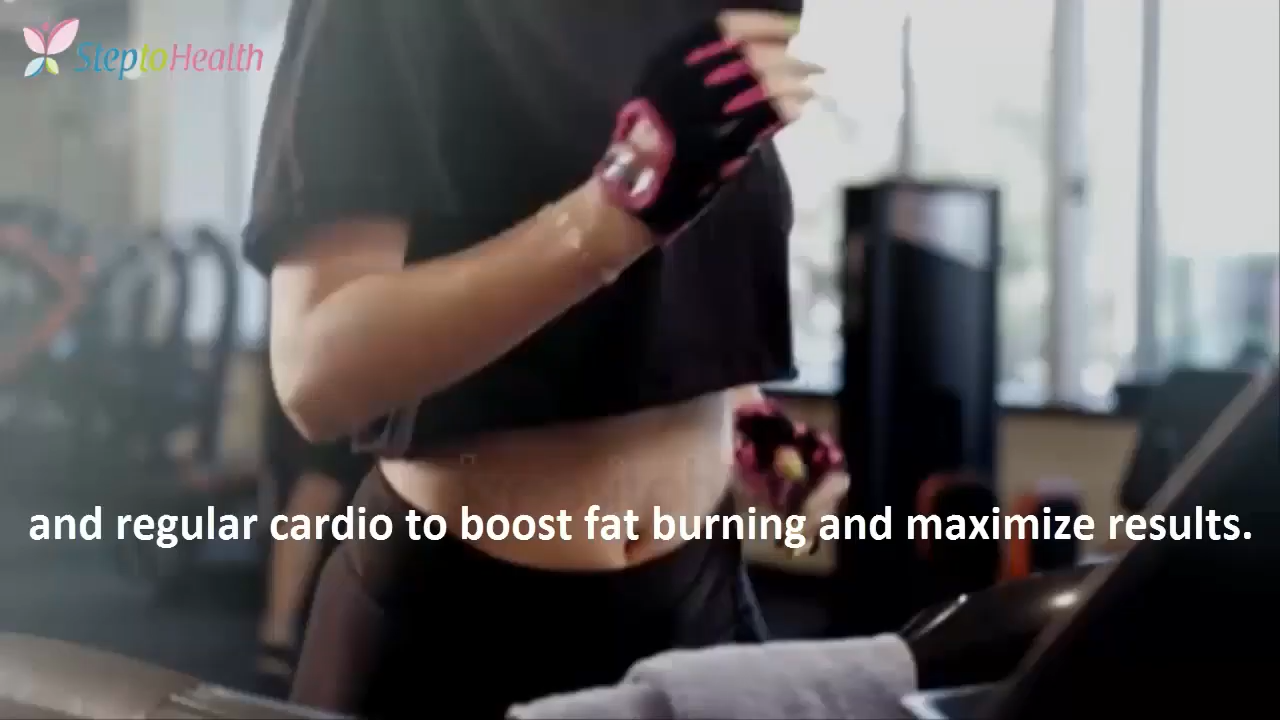 SteptoHealth
and regular cardio to boost fat burning and maximize results.